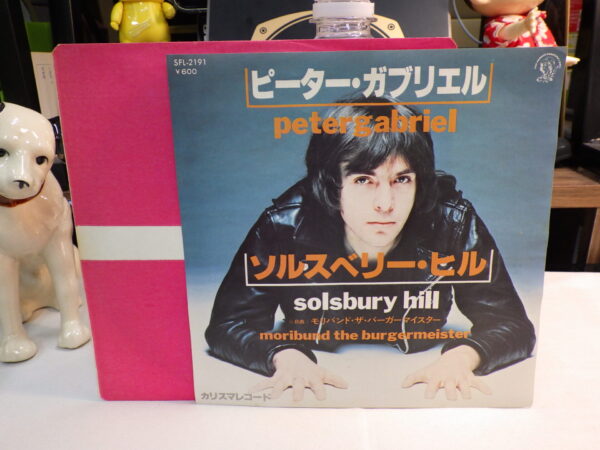 SFL-2191
¥600
ピーター・ガブリエル
petergabriel
ソルスベリー・ヒル
solsbury hill
モリバンド・ザ・バーガーマイスター
moribund the burgermeister
カリスマレコード